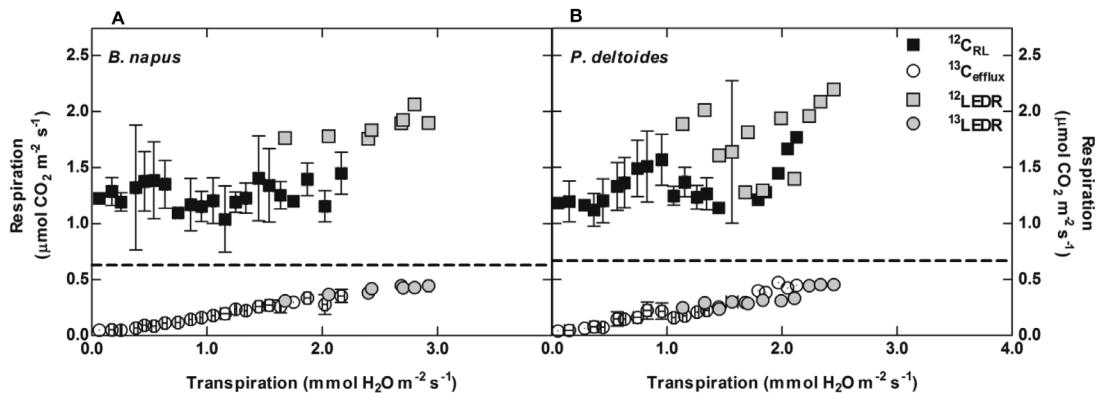 A
B
B. napus
P. deltoides
¹²C_RL
¹³C_efflux
¹²LEDR
¹³LEDR
Respiration
(μmol CO₂ m⁻² s⁻¹)
2.5
2.0
1.5
1.0
0.5
0.0
2.5
2.0
1.5
1.0
0.5
0.0
Respiration
(μmol CO₂ m⁻² s⁻¹)
0.0 1.0 2.0 3.0 0.0 1.0 2.0 3.0 4.0
Transpiration (mmol H₂O m⁻² s⁻¹)
Transpiration (mmol H₂O m⁻² s⁻¹)